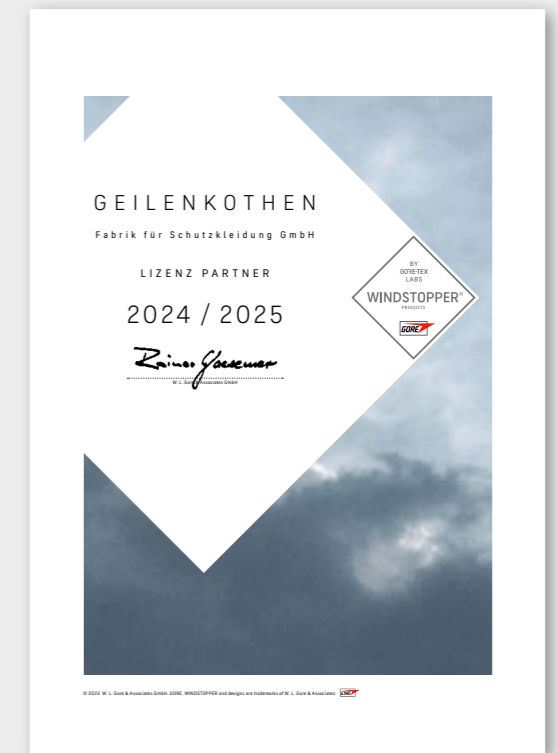 GEILENKOTHEN
Fabrik für Schutzkleidung GmbH
LIZENZ PARTNER
2024 / 2025
W. L. Gore & Associates GmbH
BY
GORE-TEX
LABS
WINDSTOPPER®
PRODUCTS
GORE
© 2023 W. L. Gore & Associates GmbH. GORE, WINDSTOPPER and designs are trademarks of W. L. Gore & Associates. GORE